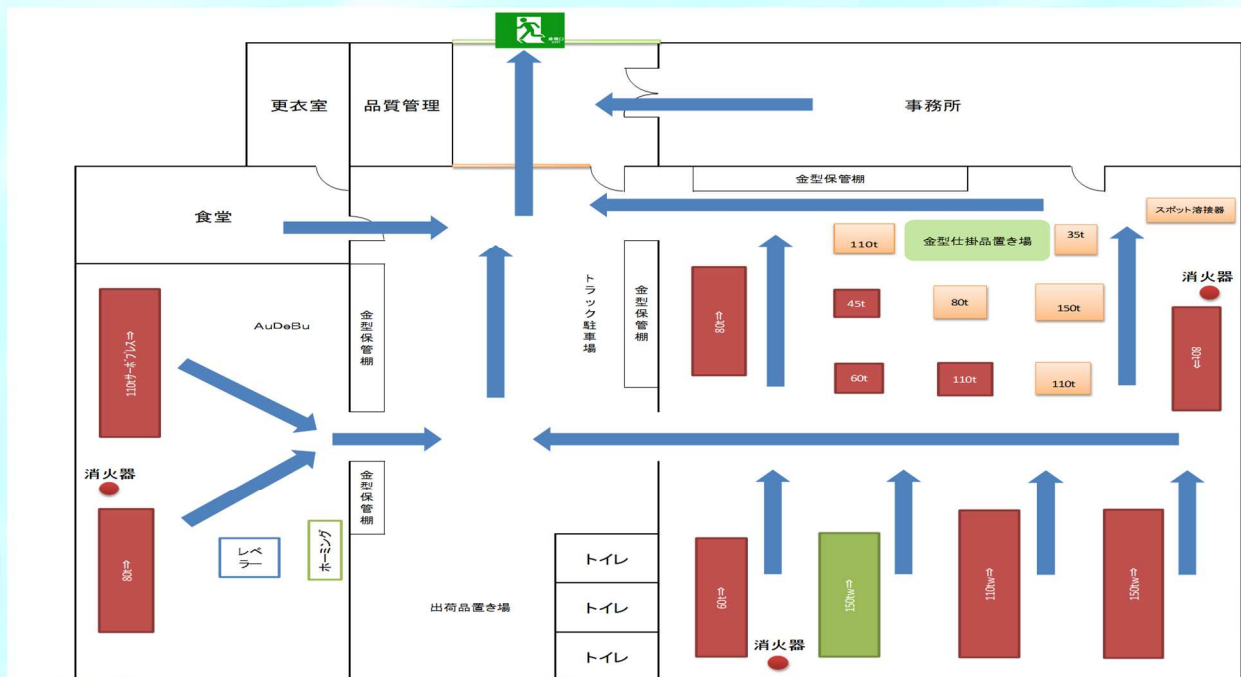 非常口
更衣室
品質管理
事務所
食堂
金型保管棚
スポット溶接器
110t
金型仕掛品置き場
35t
消火器
AuDeBu
110tサーボプレス⇒
金型保管棚
トラック駐車場
金型保管棚
80t⇒
45t
80t
150t
80t⇒
60t
110t
110t
消火器
80t⇒
レベラー
ホーミング
金型保管棚
出荷品置き場
トイレ
トイレ
トイレ
60t⇒
150tw⇒
110tw⇒
150tw⇒
消火器